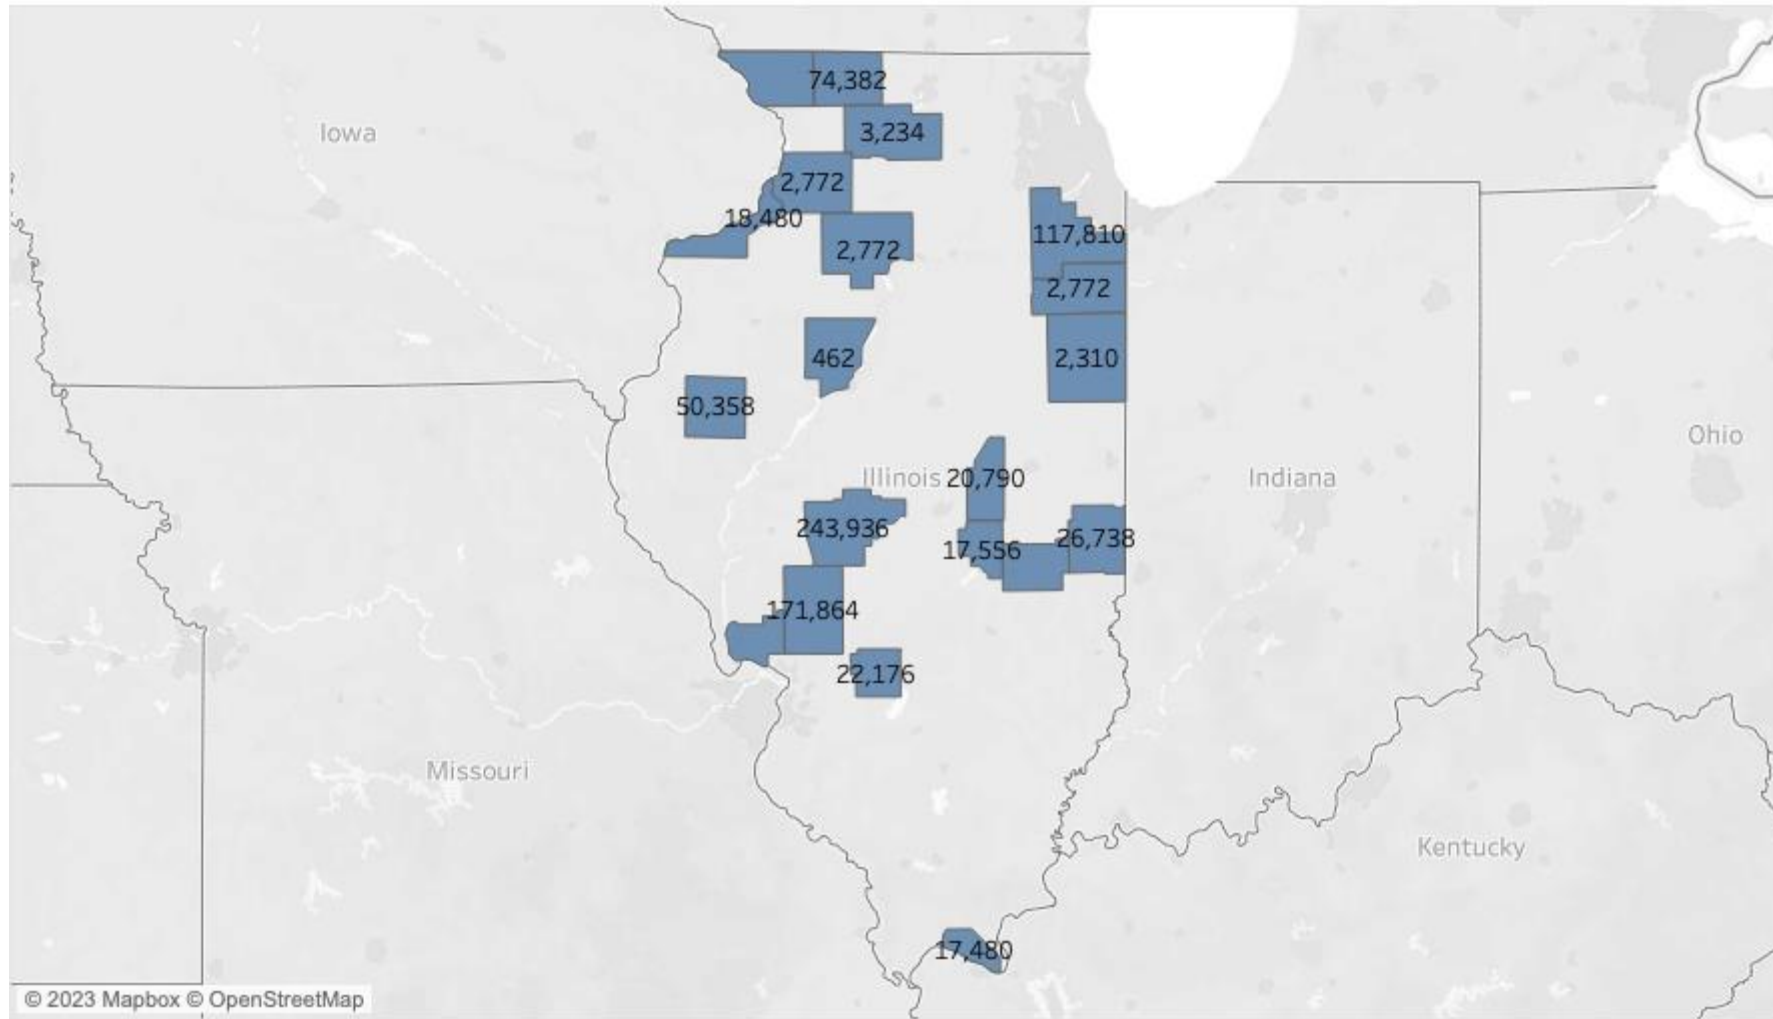 74,382
Iowa
3,234
2,772
18,480
117,810
2,772
2,772
462
2,310
50,358
Ohio
Illinois
20,790
Indiana
243,936
26,738
17,556
171,864
22,176
Missouri
Kentucky
17,480
© 2023 Mapbox © OpenStreetMap